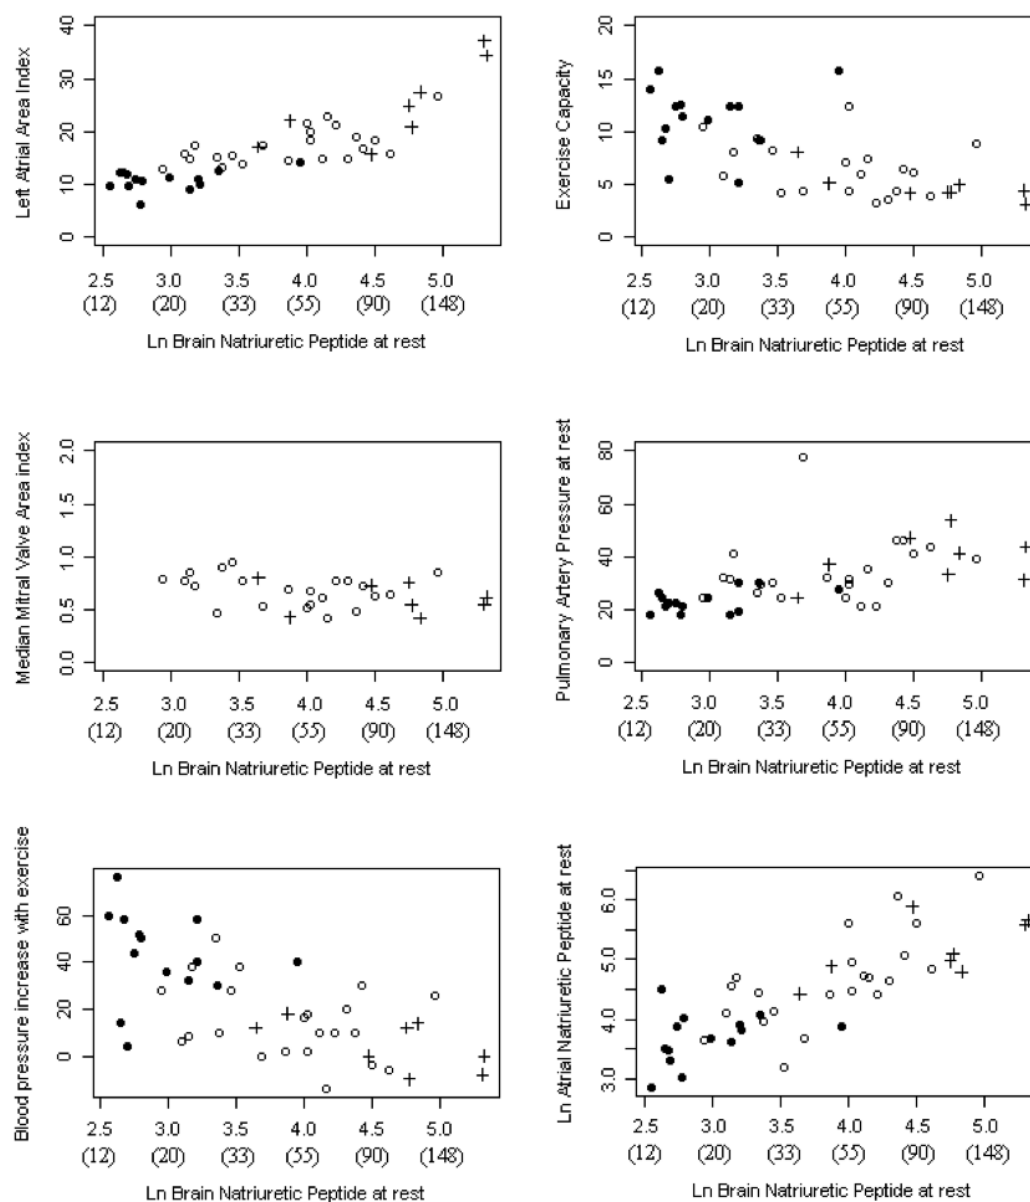 Left Atrial Area Index
40
30
20
10
0
2.5 3.0 3.5 4.0 4.5 5.0
(12) (20) (33) (55) (90) (148)
Ln Brain Natriuretic Peptide at rest
Exercise Capacity
20
15
10
5
0
2.5 3.0 3.5 4.0 4.5 5.0
(12) (20) (33) (55) (90) (148)
Ln Brain Natriuretic Peptide at rest
Median Mitral Valve Area index
2.0
1.5
1.0
0.5
0.0
2.5 3.0 3.5 4.0 4.5 5.0
(12) (20) (33) (55) (90) (148)
Ln Brain Natriuretic Peptide at rest
Pulmonary Artery Pressure at rest
80
60
40
20
0
2.5 3.0 3.5 4.0 4.5 5.0
(12) (20) (33) (55) (90) (148)
Ln Brain Natriuretic Peptide at rest
Blood pressure increase with exercise
60
40
20
0
2.5 3.0 3.5 4.0 4.5 5.0
(12) (20) (33) (55) (90) (148)
Ln Brain Natriuretic Peptide at rest
Ln Atrial Natriuretic Peptide at rest
6.0
5.0
4.0
3.0
2.5 3.0 3.5 4.0 4.5 5.0
(12) (20) (33) (55) (90) (148)
Ln Brain Natriuretic Peptide at rest